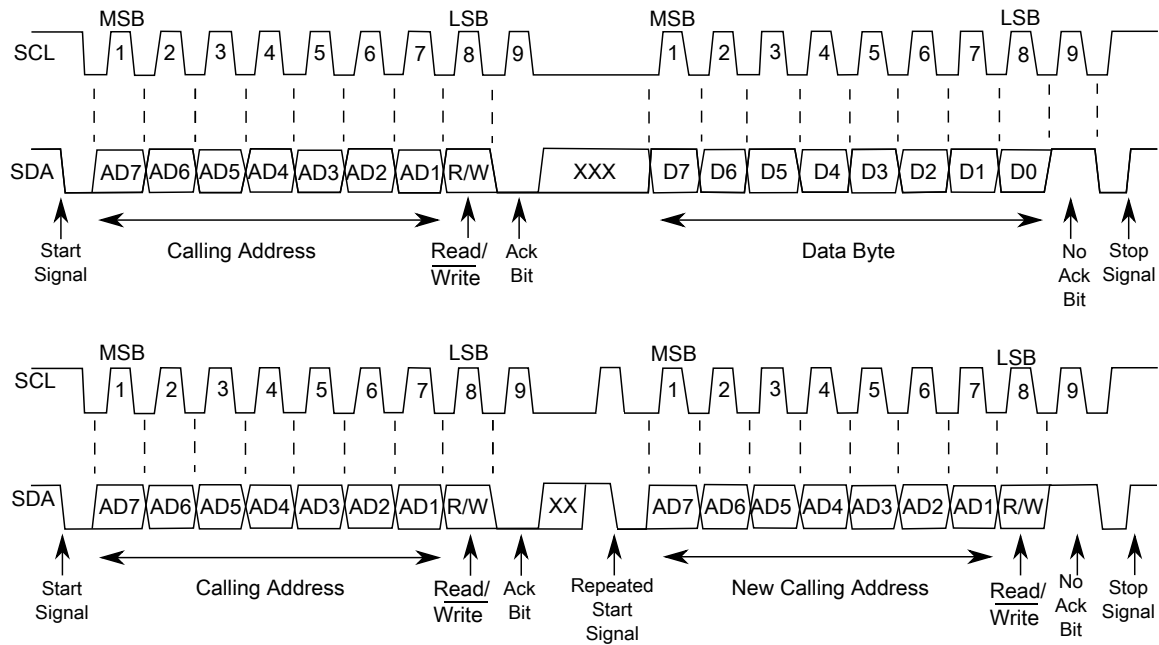 MSB LSB MSB LSB
SCL 1 2 3 4 5 6 7 8 9 1 2 3 4 5 6 7 8 9
SDA AD7 AD6 AD5 AD4 AD3 AD2 AD1 R/W XXX D7 D6 D5 D4 D3 D2 D1 D0
Start Signal
Calling Address
Read/
Write
Ack
Bit
Data Byte
No
Ack
Bit
Stop
Signal
MSB LSB MSB LSB
SCL 1 2 3 4 5 6 7 8 9 1 2 3 4 5 6 7 8 9
SDA AD7 AD6 AD5 AD4 AD3 AD2 AD1 R/W XX AD7 AD6 AD5 AD4 AD3 AD2 AD1 R/W
Start
Signal
Calling Address
Read/
Write
Ack
Bit
Repeated
Start
Signal
New Calling Address
Read/
Write
No
Ack
Bit
Stop
Signal